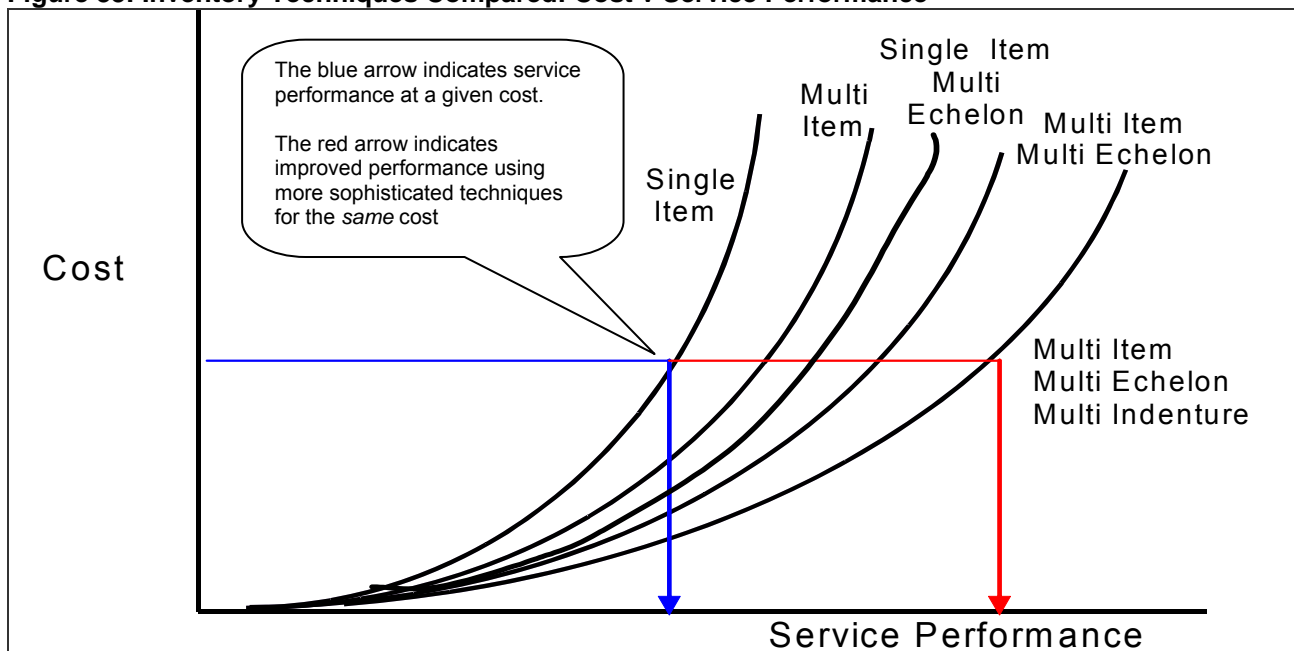 Inventory Techniques Compared: Cost v Service Performance
The blue arrow indicates service
performance at a given cost.
The red arrow indicates
improved performance using
more sophisticated techniques
for the same cost
Single
Item
Multi
Item
Single Item
Multi
Echelon
Multi Item
Multi Echelon
Cost
Multi Item
Multi Echelon
Multi Indenture
Service Performance